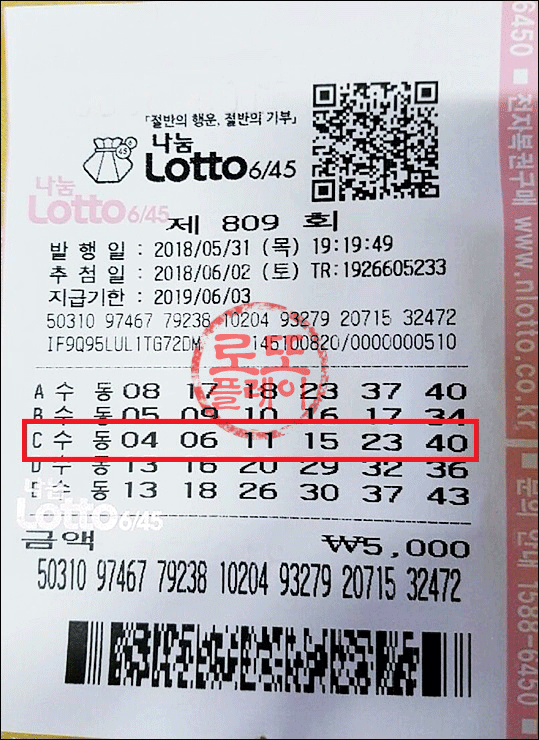 「절반의 행운, 절반의 기부」
나눔
Lotto 6/45
나눔
Lotto 6/45
제 809 회
발 행 일 : 2018/05/31 (목) 19:19:49
추 첨 일 : 2018/06/02 (토) TR:1926605233
지급기한 : 2019/06/03
50310 97467 79238 10204 93279 20715 32472
IF9Q95LUL1TG72DM 145100820/0000000510
로또
플레이
A 수 동 08 17 18 23 37 40
B 수 동 05 09 10 16 17 34
C 수 동 04 06 11 15 23 40
D 수 동 13 16 20 29 32 36
E 수 동 13 18 26 30 37 43
나눔
Lotto 6/45
금액 ₩5,000
50310 97467 79238 10204 93279 20715 32472
6450 ■ 전자복권구매 www.nlotto.co.kr ■ 문의 안내 1588-6450